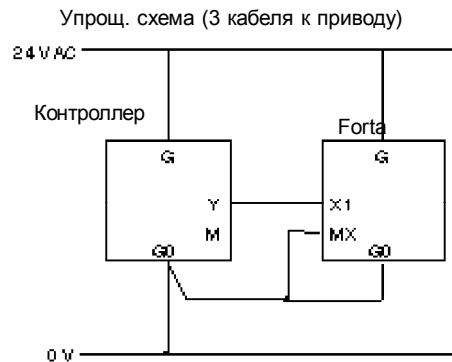 Упрощ. схема (3 кабеля к приводу)
24 V AC
Контроллер
Forta
G
G
Y
X1
M
MX
G0
G0
0 V